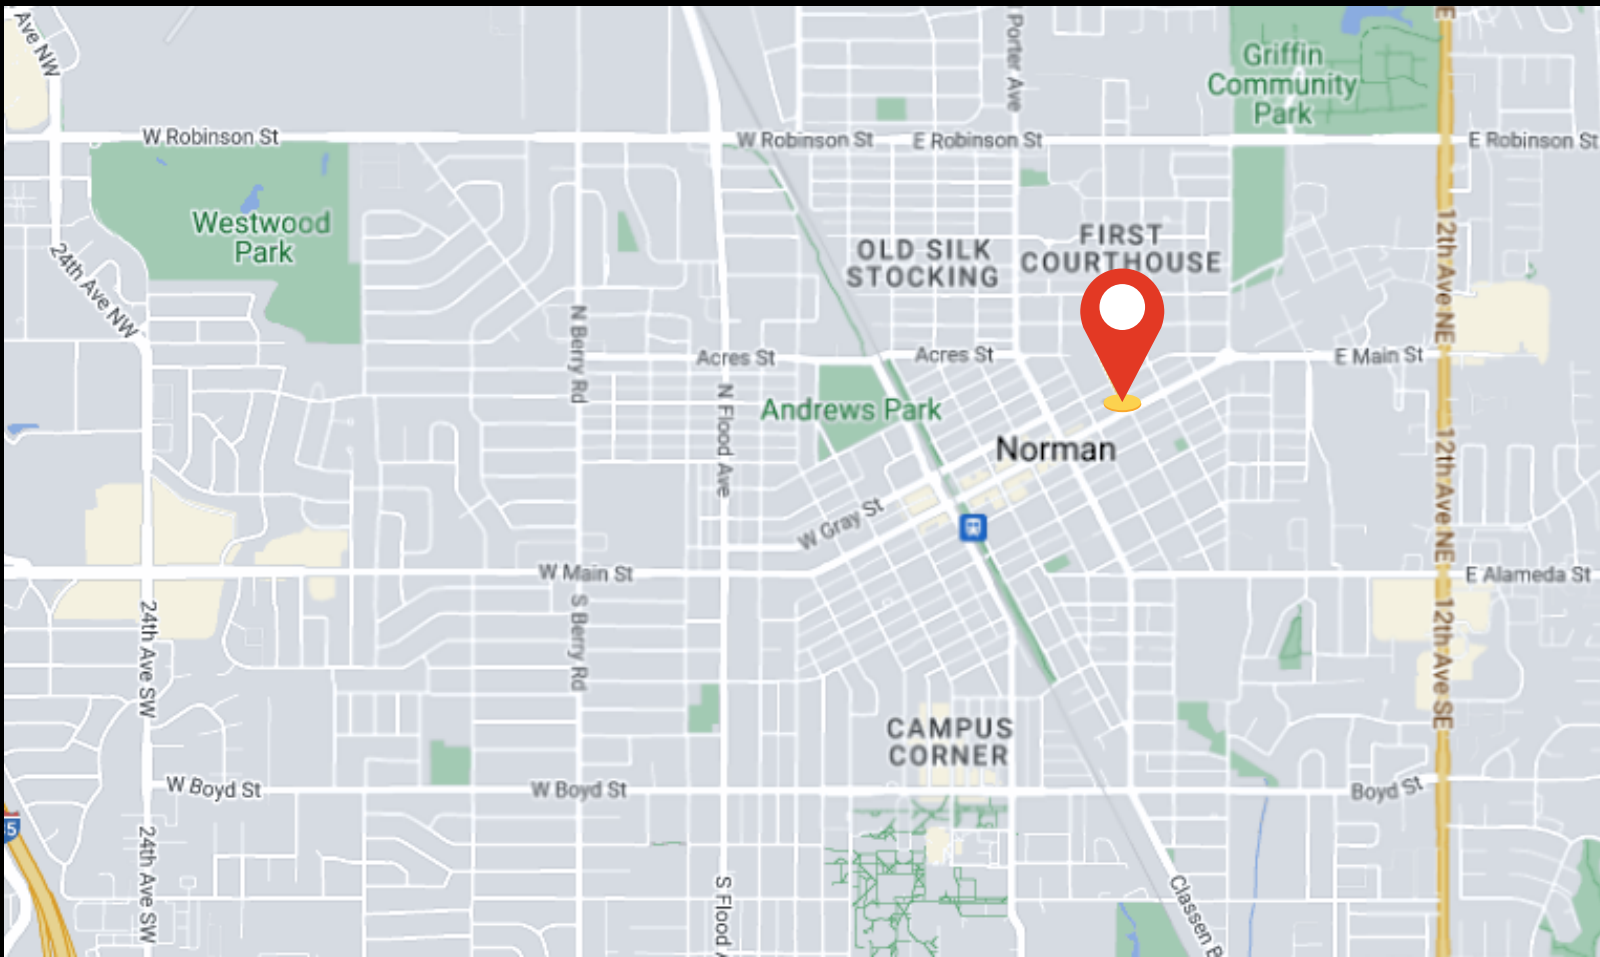 Ave NW
Porter Ave
E
Griffin
Community
Park
W Robinson St
W Robinson St
E Robinson St
E Robinson St
Westwood
Park
24th Ave NW
OLD SILK
STOCKING
FIRST
COURTHOUSE
12th Ave NE
N Berry Rd
Acres St
Acres St
E Main St
N Flood Ave
Andrews Park
Norman
12th Ave NE
W Gray St
W Main St
E Alameda St
24th Ave SW
S Berry Rd
12th Ave SE
CAMPUS
CORNER
W Boyd St
W Boyd St
Boyd St
35
24th Ave SW
S Flood A
Classen B